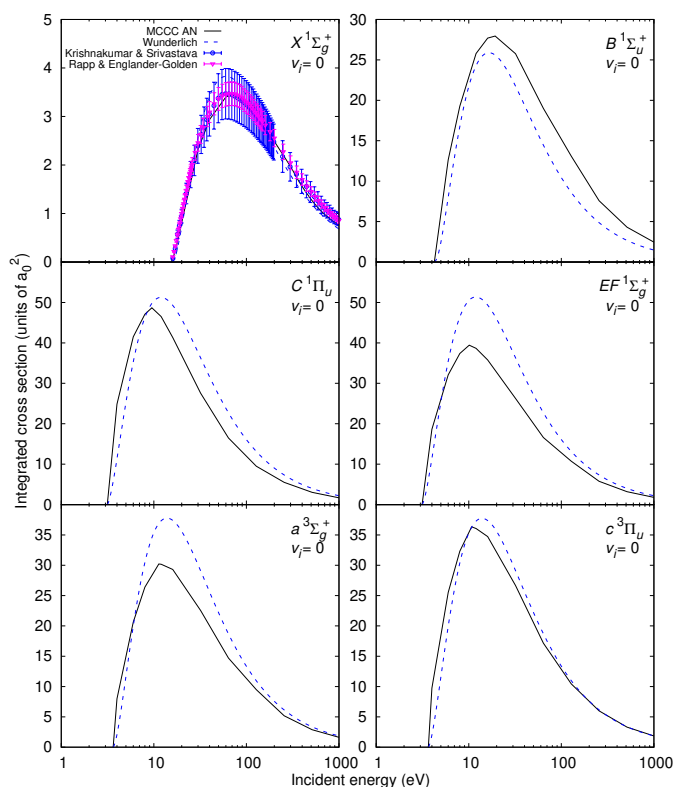 MCCC AN
Wunderlich
Krishnakumar & Srivastava
Rapp & Englander-Golden
X ¹Σg⁺
vi= 0
B ¹Σu⁺
vi= 0
0
1
2
3
4
5
0
5
10
15
20
25
30
C ¹Πu
vi= 0
EF ¹Σg⁺
vi= 0
0
10
20
30
40
50
0
10
20
30
40
50
a ³Σg⁺
vi= 0
c ³Πu
vi= 0
0
5
10
15
20
25
30
35
0
5
10
15
20
25
30
35
1
10
100
1000
1
10
100
1000
Integrated cross section (units of a₀²)
Incident energy (eV)